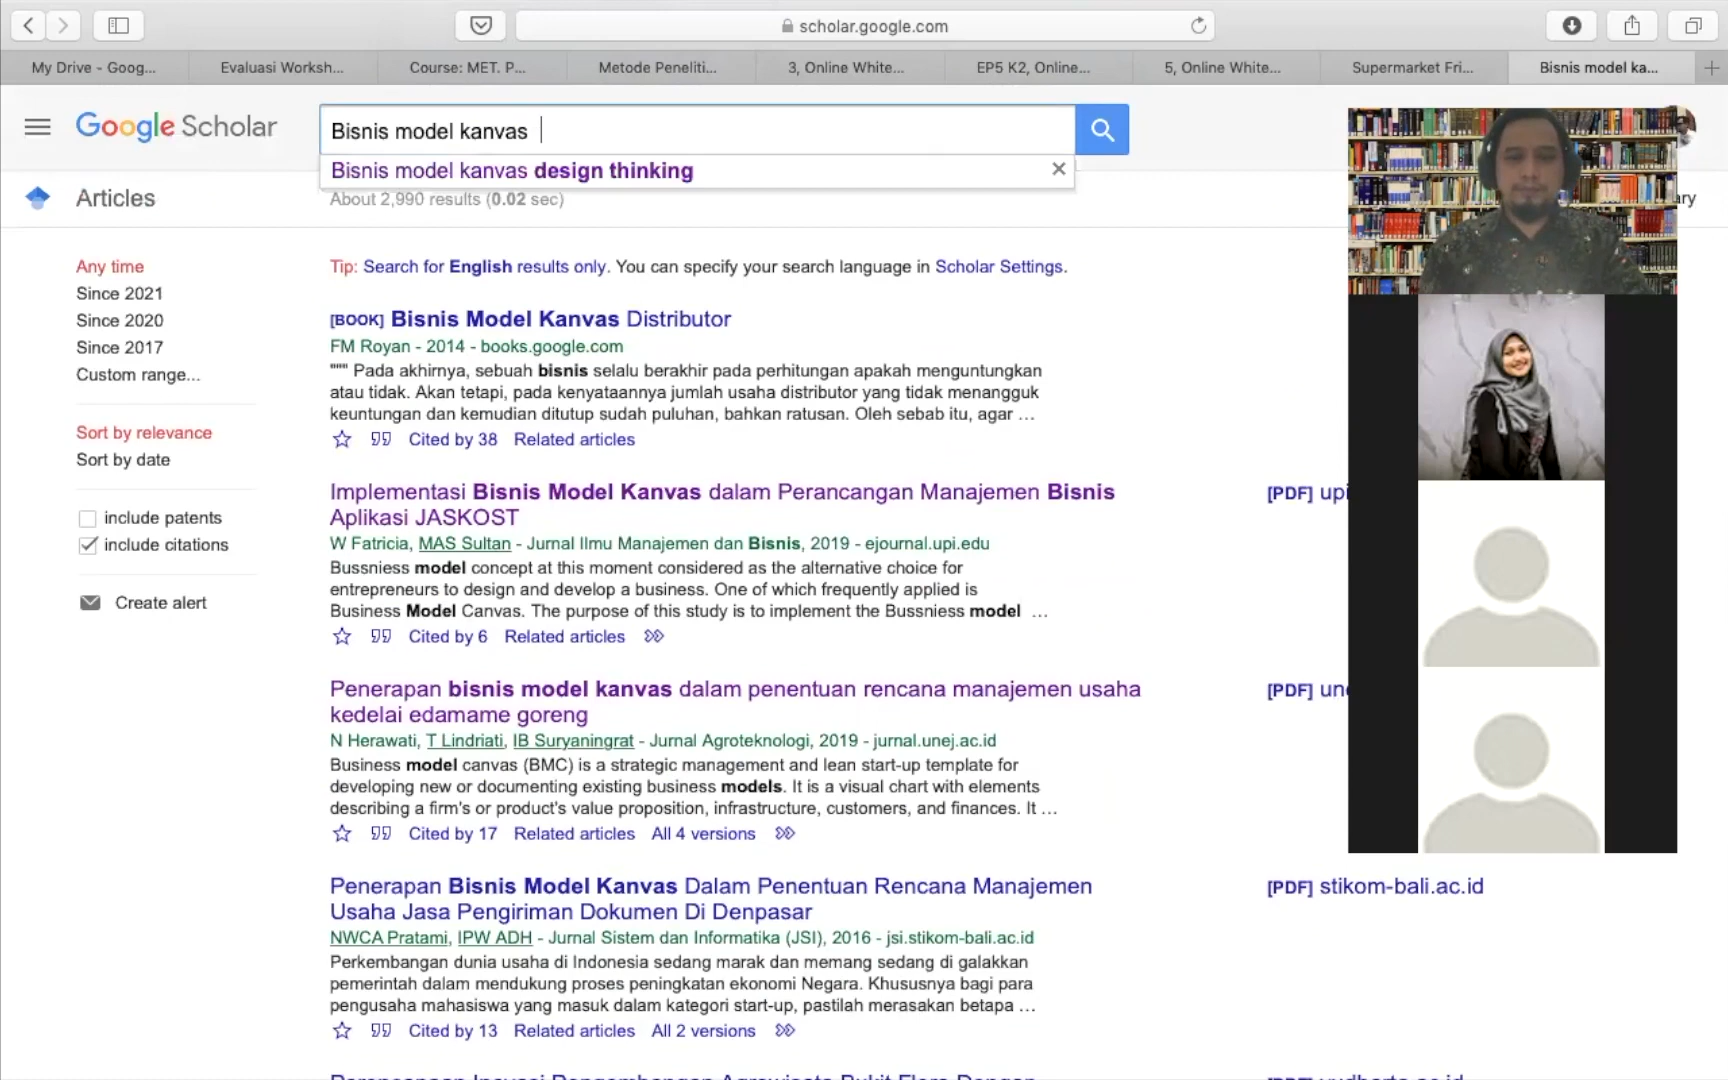 scholar.google.com
My Drive - Goog...
Evaluasi Worksh...
Course: MET. P...
Metode Peneliti...
3, Online White...
EP5 K2, Online...
5, Online White...
Supermarket Fri...
Bisnis model ka...
Google Scholar
Bisnis model kanvas
Bisnis model kanvas design thinking
Articles
About 2,990 results (0.02 sec)
ary
Any time
Since 2021
Since 2020
Since 2017
Custom range...
Sort by relevance
Sort by date
include patents
include citations
Create alert
Tip: Search for English results only. You can specify your search language in Scholar Settings.
[BOOK] Bisnis Model Kanvas Distributor
FM Royan - 2014 - books.google.com
""" Pada akhirnya, sebuah bisnis selalu berakhir pada perhitungan apakah menguntungkan
atau tidak. Akan tetapi, pada kenyataannya jumlah usaha distributor yang tidak menangguk
keuntungan dan kemudian ditutup sudah puluhan, bahkan ratusan. Oleh sebab itu, agar ...
Cited by 38 Related articles
Implementasi Bisnis Model Kanvas dalam Perancangan Manajemen Bisnis
Aplikasi JASKOST
[PDF] upi
W Fatricia, MAS Sultan - Jurnal Ilmu Manajemen dan Bisnis, 2019 - ejournal.upi.edu
Bussniess model concept at this moment considered as the alternative choice for
entrepreneurs to design and develop a business. One of which frequently applied is
Business Model Canvas. The purpose of this study is to implement the Bussniess model ...
Cited by 6 Related articles
Penerapan bisnis model kanvas dalam penentuan rencana manajemen usaha
kedelai edamame goreng
[PDF] une
N Herawati, T Lindriati, IB Suryaningrat - Jurnal Agroteknologi, 2019 - jurnal.unej.ac.id
Business model canvas (BMC) is a strategic management and lean start-up template for
developing new or documenting existing business models. It is a visual chart with elements
describing a firm's or product's value proposition, infrastructure, customers, and finances. It ...
Cited by 17 Related articles All 4 versions
Penerapan Bisnis Model Kanvas Dalam Penentuan Rencana Manajemen
Usaha Jasa Pengiriman Dokumen Di Denpasar
[PDF] stikom-bali.ac.id
NWCA Pratami, IPW ADH - Jurnal Sistem dan Informatika (JSI), 2016 - jsi.stikom-bali.ac.id
Perkembangan dunia usaha di Indonesia sedang marak dan memang sedang di galakkan
pemerintah dalam mendukung proses peningkatan ekonomi Negara. Khususnya bagi para
pengusaha mahasiswa yang masuk dalam kategori start-up, pastilah merasakan betapa ...
Cited by 13 Related articles All 2 versions